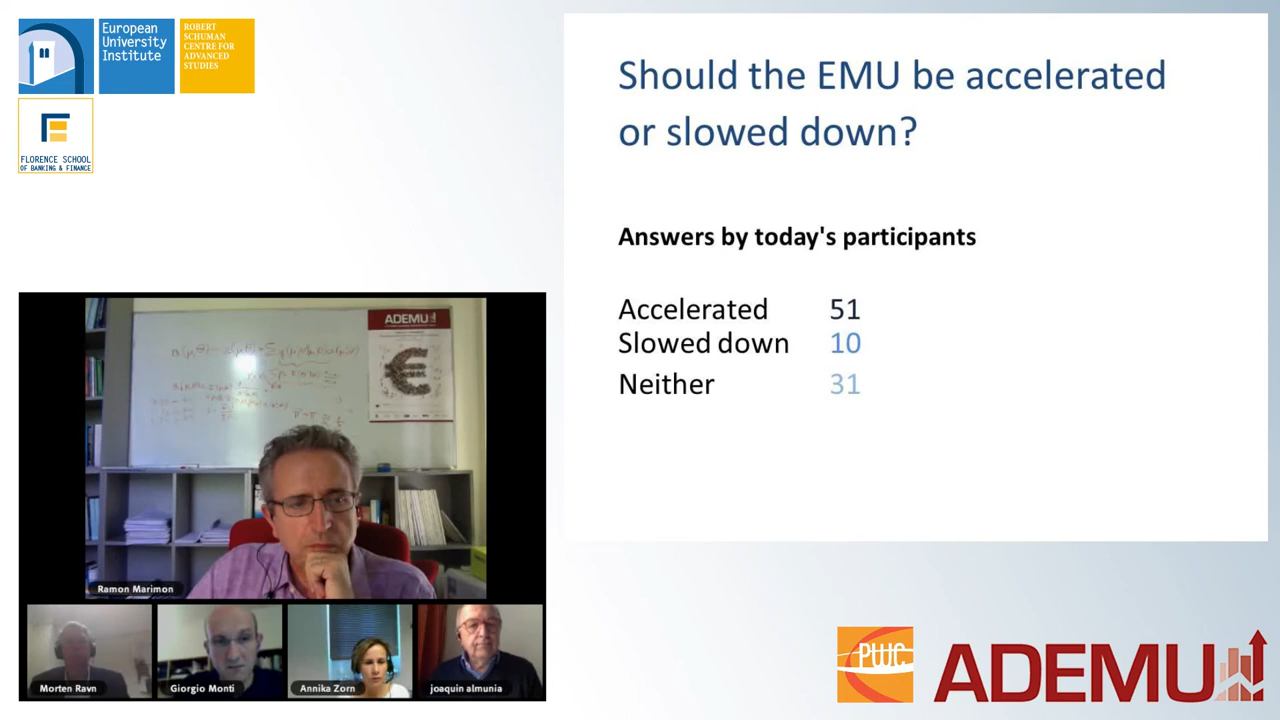 European
University
Institute
ROBERT
SCHUMAN
CENTRE FOR
ADVANCED
STUDIES
FLORENCE SCHOOL
OF BANKING & FINANCE
Should the EMU be accelerated
or slowed down?
Answers by today's participants
Accelerated 51
Slowed down 10
Neither 31
ADEMU
Ramon Marimon
Morten Ravn
Giorgio Monti
Annika Zorn
joaquin almunia
PWC
ADEMU